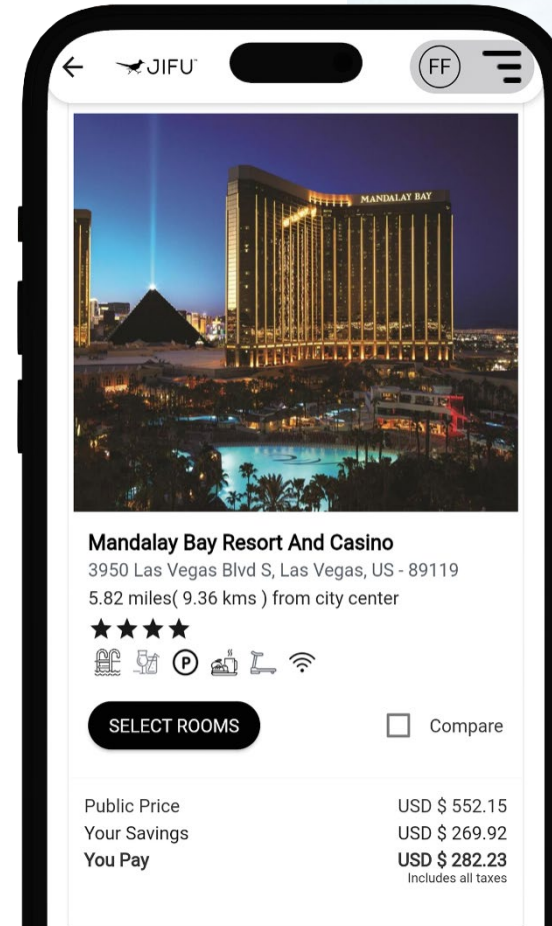 JIFU
FF
MANDALAY BAY
Mandalay Bay Resort And Casino
3950 Las Vegas Blvd S, Las Vegas, US - 89119
5.82 miles( 9.36 kms ) from city center
P
SELECT ROOMS
Compare
Public Price USD $ 552.15
Your Savings USD $ 269.92
You Pay USD $ 282.23
Includes all taxes